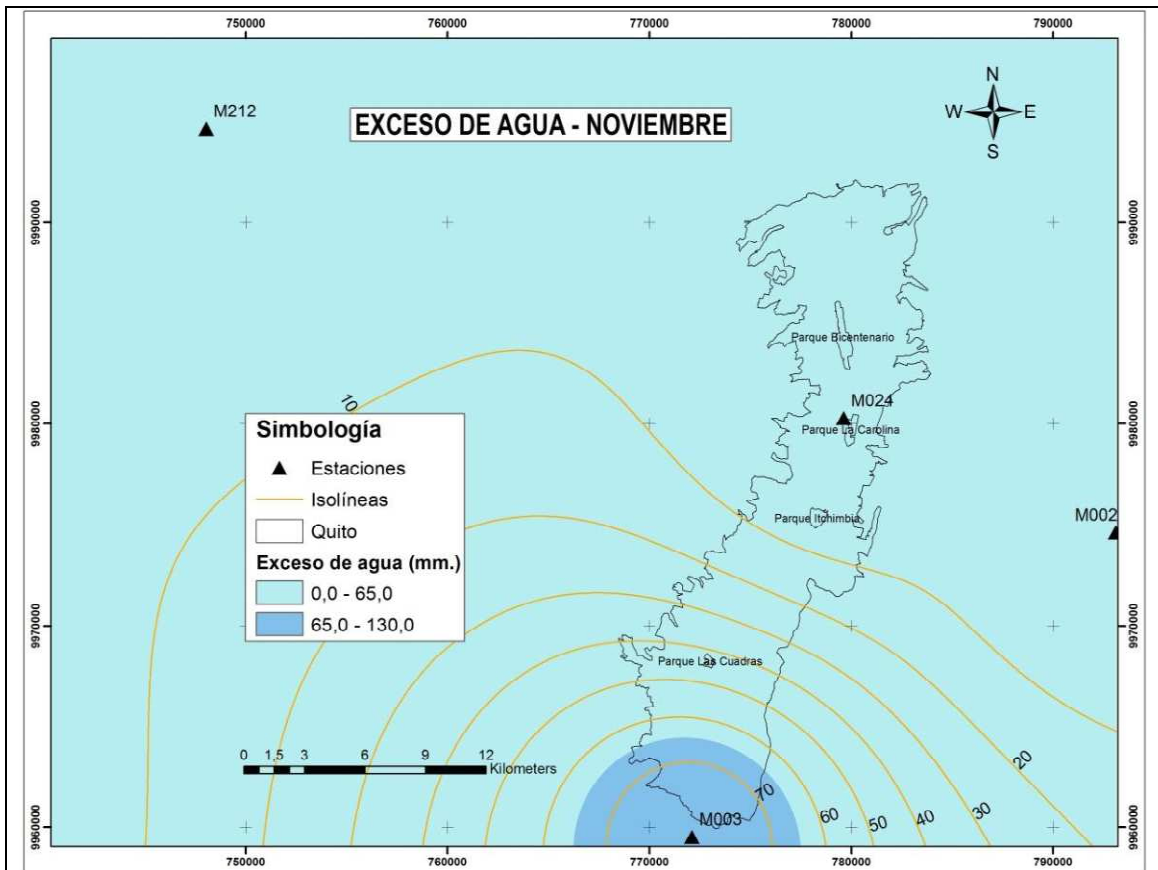 750000 760000 770000 780000 790000
M212
EXCESO DE AGUA - NOVIEMBRE
N
W E
S
9990000 9990000
Parque Bicentenario
M024
Parque La Carolina
10
9980000 9980000
Simbología
Estaciones
Isolíneas
Quito
Exceso de agua (mm.)
0,0 - 65,0
65,0 - 130,0
Parque Itchimbia
M002
9970000 9970000
Parque Las Cuadras
0 1,5 3 6 9 12
Kilometers
20
30
40
50
60
70
M003
9960000 9960000
750000 760000 770000 780000 790000